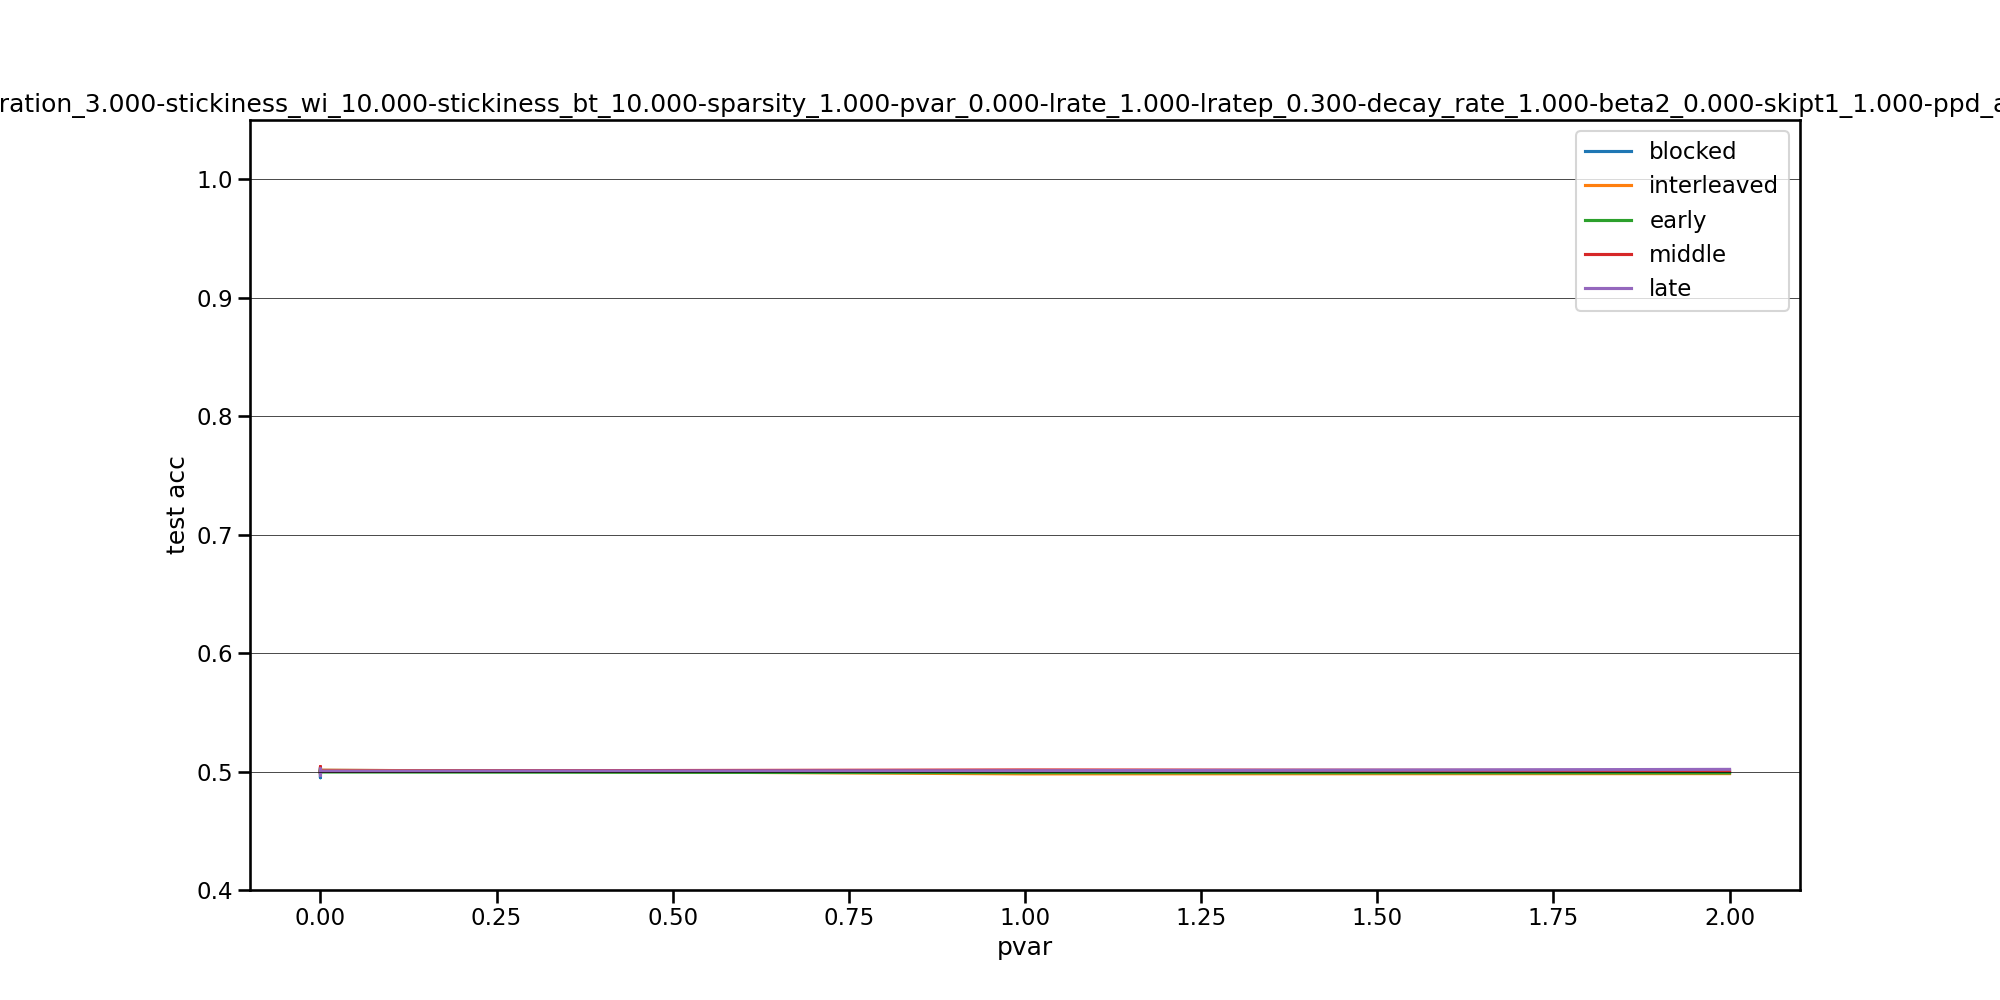 ration_3.000-stickiness_wi_10.000-stickiness_bt_10.000-sparsity_1.000-pvar_0.000-lrate_1.000-lratep_0.300-decay_rate_1.000-beta2_0.000-skipt1_1.000-ppd_a
blocked
interleaved
early
middle
late
1.0
0.9
0.8
0.7
0.6
0.5
0.4
test acc
0.00 0.25 0.50 0.75 1.00 1.25 1.50 1.75 2.00
pvar